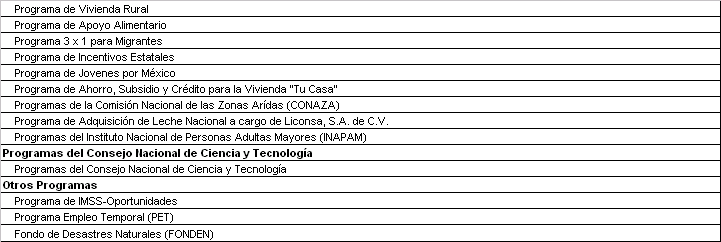 Programa de Vivienda Rural
Programa de Apoyo Alimentario
Programa 3 x 1 para Migrantes
Programa de Incentivos Estatales
Programa de Jovenes por México
Programa de Ahorro, Subsidio y Crédito para la Vivienda "Tu Casa"
Programas de la Comisión Nacional de las Zonas Arídas (CONAZA)
Programa de Adquisición de Leche Nacional a cargo de Liconsa, S.A. de C.V.
Programas del Instituto Nacional de Personas Adultas Mayores (INAPAM)
Programas del Consejo Nacional de Ciencia y Tecnología
Programas del Consejo Nacional de Ciencia y Tecnología
Otros Programas
Programa de IMSS-Oportunidades
Programa Empleo Temporal (PET)
Fondo de Desastres Naturales (FONDEN)